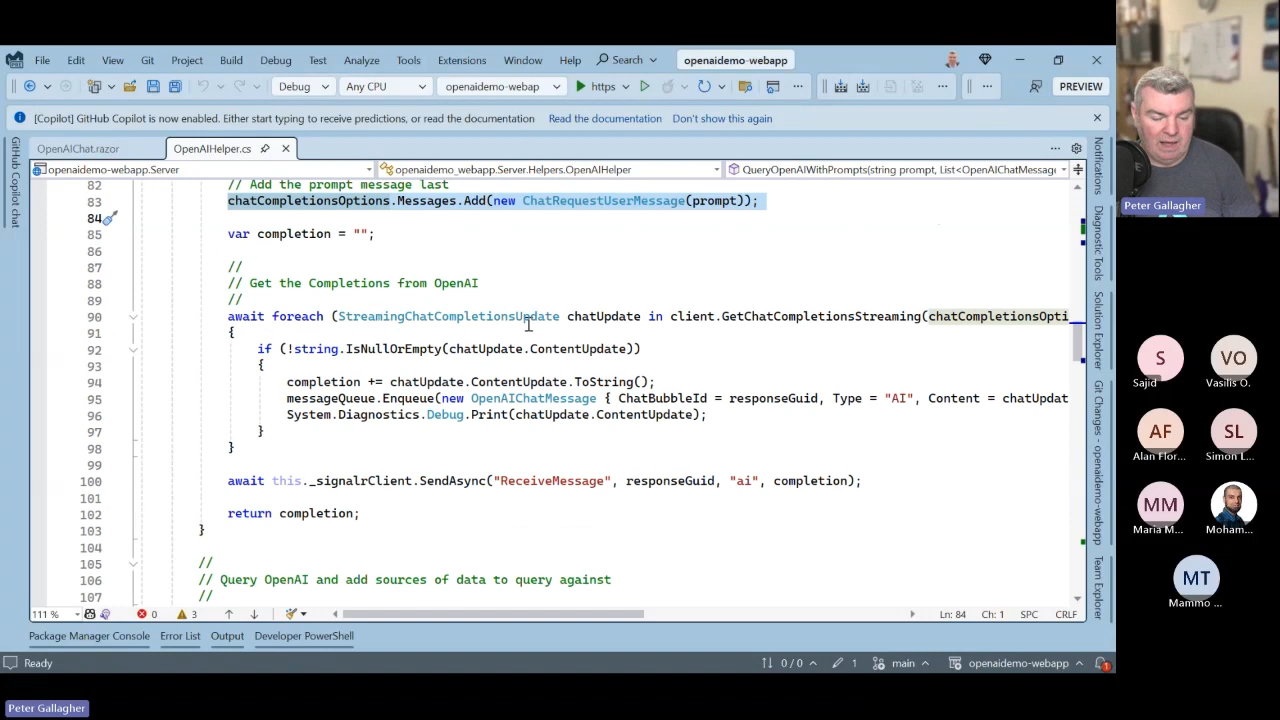 File Edit View Git Project Build Debug Test Analyze Tools Extensions Window Help Search openaidemo-webapp
Debug Any CPU openaidemo-webap https PREVIEW
[Copilot] GitHub Copilot is now enabled. Either start typing to receive predictions, or read the documentation Read the documentation Don't show this again
OpenAIChat.razor OpenAIHelper.cs
openaidemo-webapp.Server openaidemo_webapp.Server.Helpers.OpenAIHelper QueryOpenAIWithPrompts(string prompt, List<OpenAIChatMessage
82 // Add the prompt message last
83 chatCompletionsOptions.Messages.Add(new ChatRequestUserMessage(prompt));
84
85 var completion = "";
86
87 //
88 // Get the Completions from OpenAI
89 //
90 await foreach (StreamingChatCompletionsUpdate chatUpdate in client.GetChatCompletionsStreaming(chatCompletionsOpti
91 {
92 if (!string.IsNullOrEmpty(chatUpdate.ContentUpdate))
93 {
94 completion += chatUpdate.ContentUpdate.ToString();
95 messageQueue.Enqueue(new OpenAIChatMessage { ChatBubbleId = responseGuid, Type = "AI", Content = chatUpdat
96 System.Diagnostics.Debug.Print(chatUpdate.ContentUpdate);
97 }
98 }
99
100 await this._signalrClient.SendAsync("ReceiveMessage", responseGuid, "ai", completion);
101
102 return completion;
103 }
104
105 //
106 // Query OpenAI and add sources of data to query against
107 //
111 % 0 3 Ln: 84 Ch: 1 SPC CRLF
Package Manager Console Error List Output Developer PowerShell
Ready 0 / 0 1 main openaidemo-webapp 1
GitHub Copilot chat
Notifications
Diagnostic Tools
Solution Explorer
Git Changes - openaidemo-webapp
Team Explorer
Peter Gallagher
S VO
Sajid Vasilis O.
AF SL
Alan Flor... Simon L...
MM
Maria M... Moham...
MT
Mammo ...
Peter Gallagher